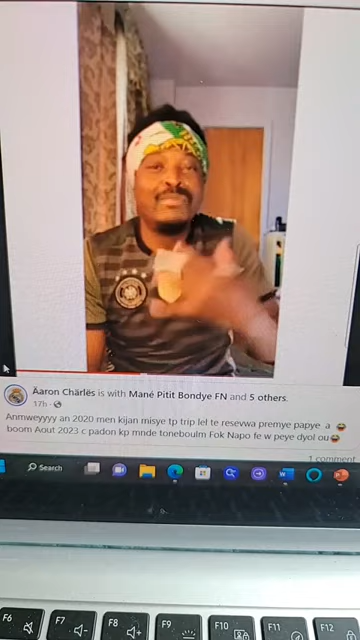 Äaron Chärlës is with Mané Pitit Bondye FN and 5 others.
17h ·
Anmweyyyy an 2020 men kijan misye tp trip lel te resevwa premye papye a
boom Aout 2023 c padon kp mnde toneboulm Fok Napo fe w peye dyol ou
1 comment
Search
F6
F7
F8
F9
F10
F11
F12